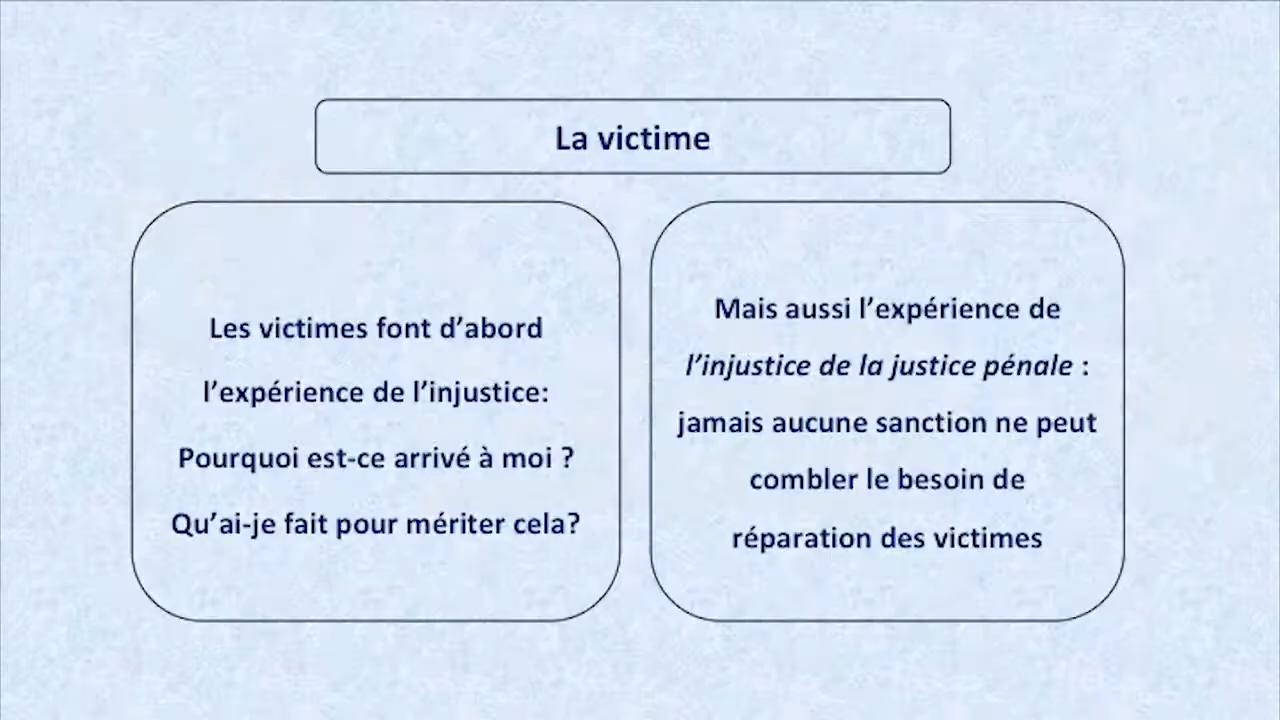 La victime
Les victimes font d’abord
l’expérience de l’injustice:
Pourquoi est-ce arrivé à moi ?
Qu’ai-je fait pour mériter cela?
Mais aussi l’expérience de
l’injustice de la justice pénale :
jamais aucune sanction ne peut
combler le besoin de
réparation des victimes